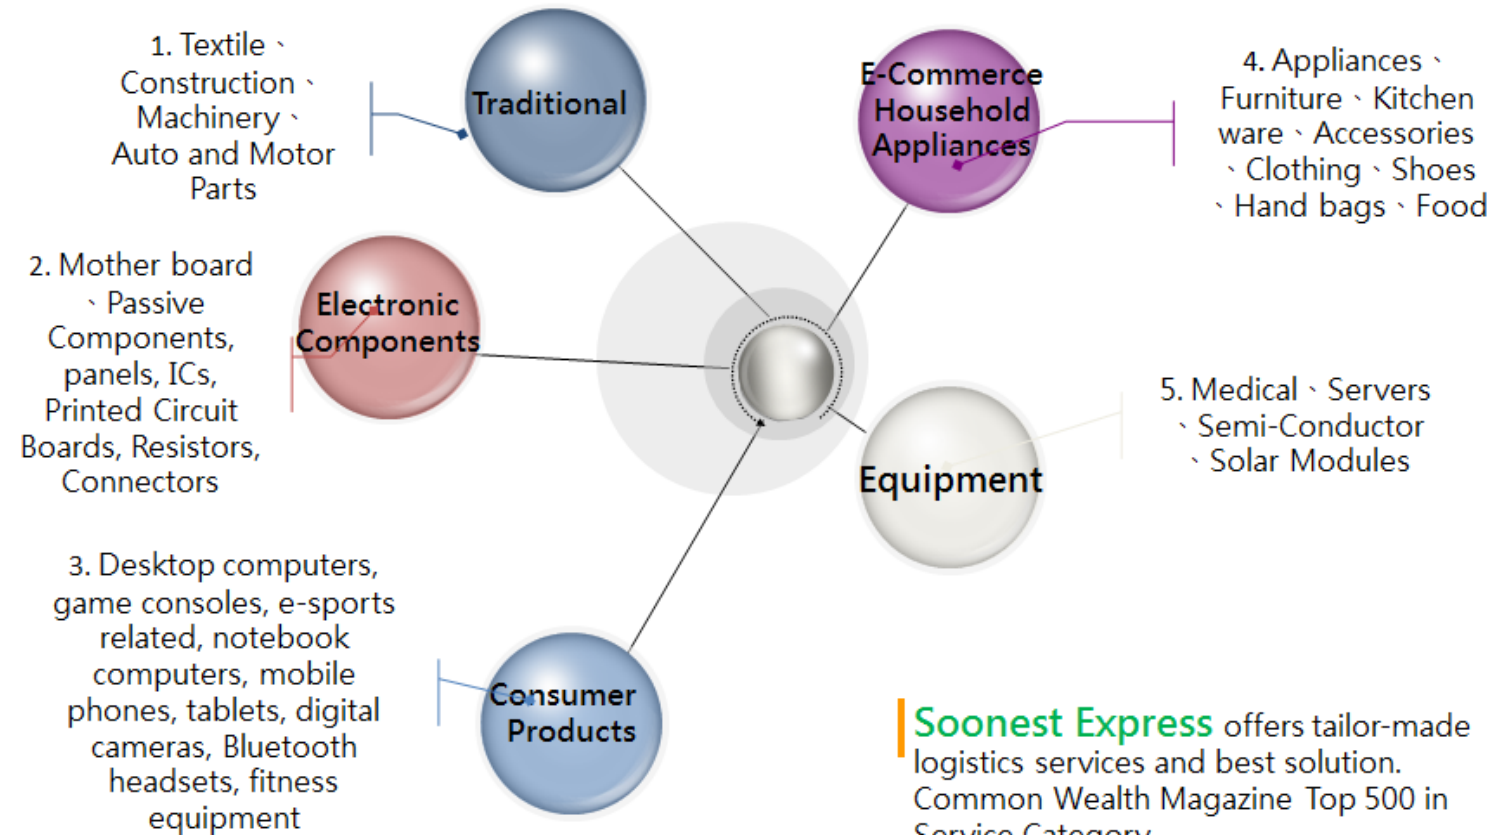 1. Textile、
Construction、
Machinery、
Auto and Motor
Parts
Traditional
2. Mother board
、Passive
Components,
panels, ICs,
Printed Circuit
Boards, Resistors,
Connectors
Electronic
Components
3. Desktop computers,
game consoles, e-sports
related, notebook
computers, mobile
phones, tablets, digital
cameras, Bluetooth
headsets, fitness
equipment
Consumer
Products
E-Commerce
Household
Appliances
4. Appliances、
Furniture、Kitchen
ware、Accessories
、Clothing、Shoes
、Hand bags、Food
Equipment
5. Medical、Servers
、Semi-Conductor
、Solar Modules
Soonest Express offers tailor-made
logistics services and best solution.
Common Wealth Magazine Top 500 in
Service Category